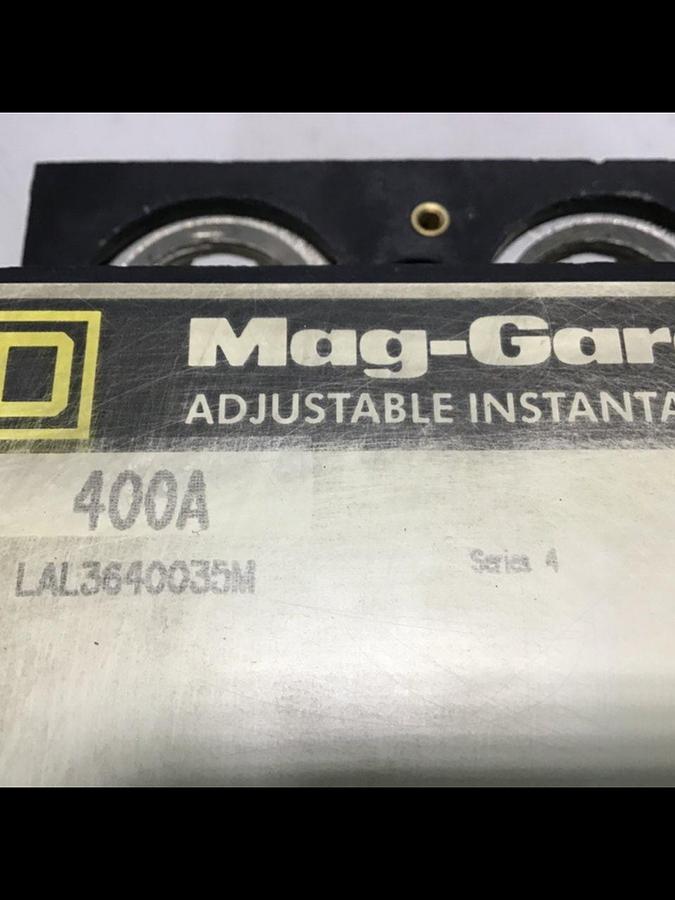 D
Mag-Gar
ADJUSTABLE INSTANTA
400A
LAL3640035M
Series 4